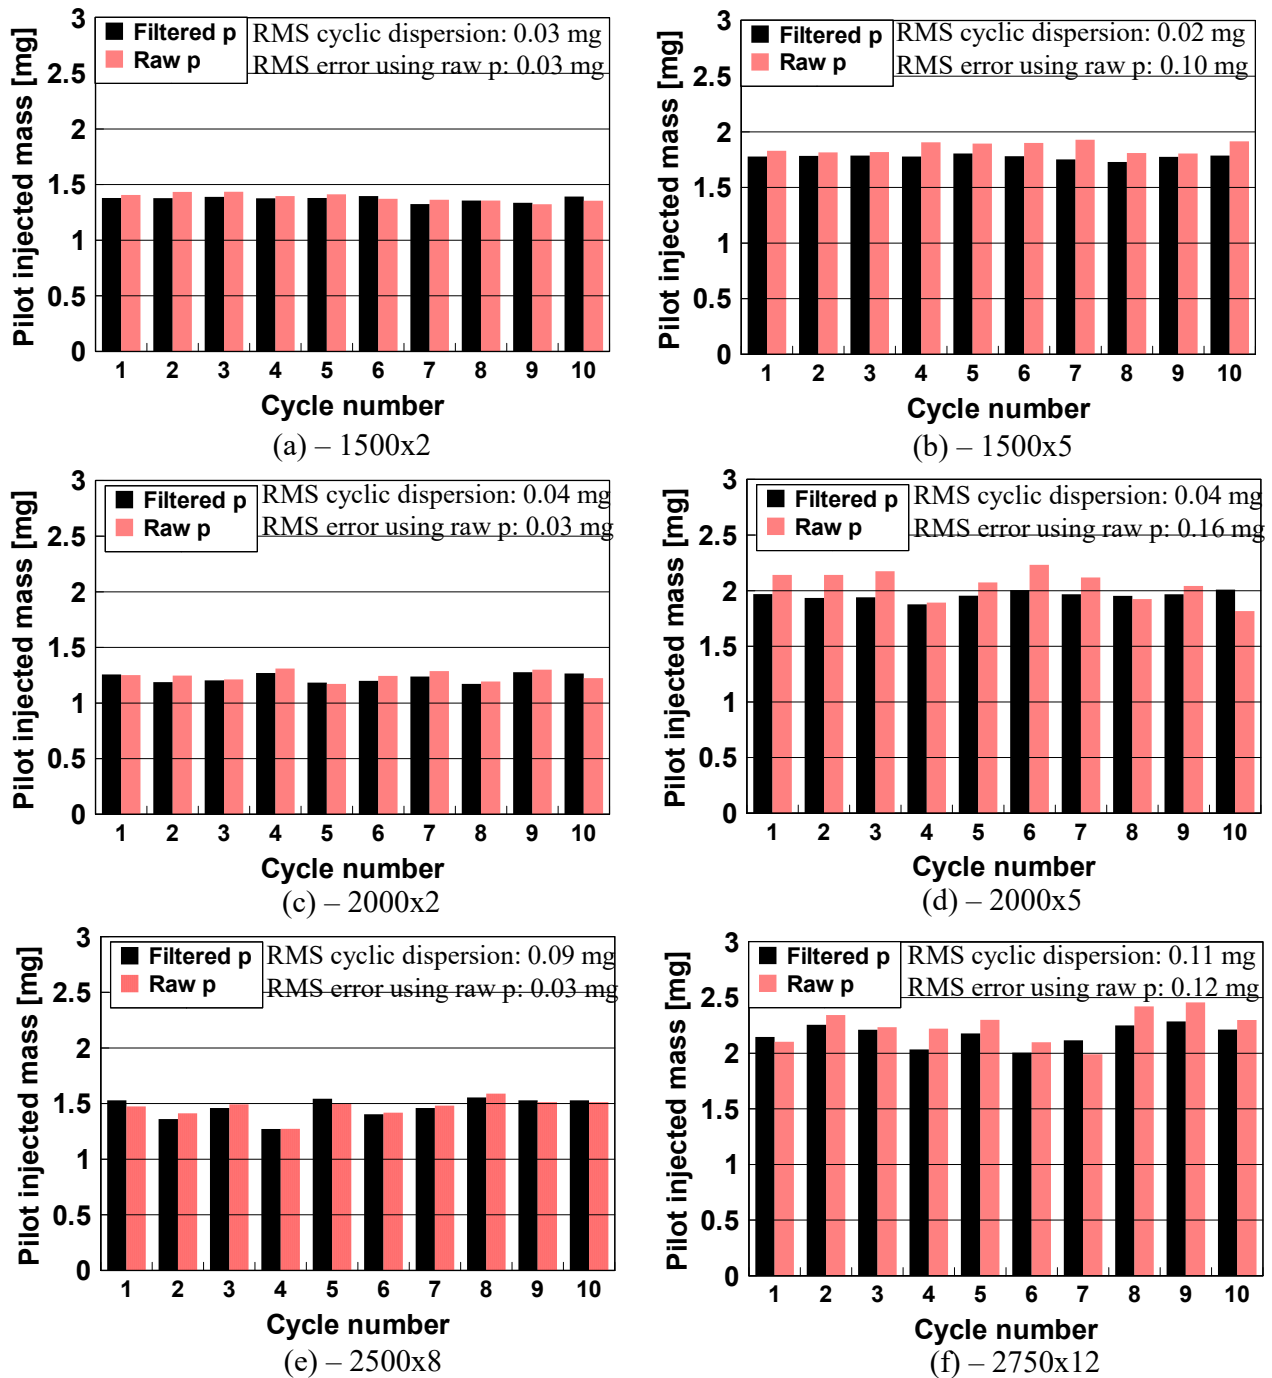 Pilot injected mass [mg]
3
2.5
2
1.5
1
0.5
0
Filtered p
Raw p
RMS cyclic dispersion: 0.03 mg
RMS error using raw p: 0.03 mg
1 2 3 4 5 6 7 8 9 10
Cycle number
(a) – 1500x2
Pilot injected mass [mg]
3
2.5
2
1.5
1
0.5
0
Filtered p
Raw p
RMS cyclic dispersion: 0.02 mg
RMS error using raw p: 0.10 mg
1 2 3 4 5 6 7 8 9 10
Cycle number
(b) – 1500x5
Pilot injected mass [mg]
3
2.5
2
1.5
1
0.5
0
Filtered p
Raw p
RMS cyclic dispersion: 0.04 mg
RMS error using raw p: 0.03 mg
1 2 3 4 5 6 7 8 9 10
Cycle number
(c) – 2000x2
Pilot injected mass [mg]
3
2.5
2
1.5
1
0.5
0
Filtered p
Raw p
RMS cyclic dispersion: 0.04 mg
RMS error using raw p: 0.16 mg
1 2 3 4 5 6 7 8 9 10
Cycle number
(d) – 2000x5
Pilot injected mass [mg]
3
2.5
2
1.5
1
0.5
0
Filtered p
Raw p
RMS cyclic dispersion: 0.09 mg
RMS error using raw p: 0.03 mg
1 2 3 4 5 6 7 8 9 10
Cycle number
(e) – 2500x8
Pilot injected mass [mg]
3
2.5
2
1.5
1
0.5
0
Filtered p
Raw p
RMS cyclic dispersion: 0.11 mg
RMS error using raw p: 0.12 mg
1 2 3 4 5 6 7 8 9 10
Cycle number
(f) – 2750x12